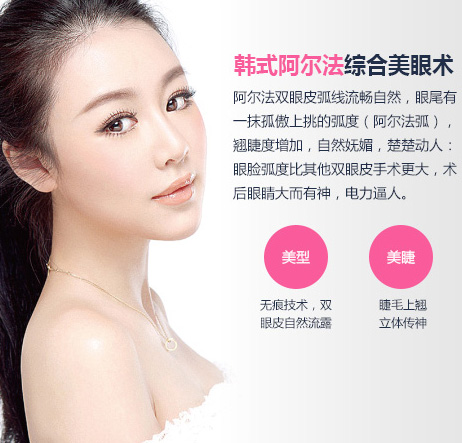 韩式阿尔法综合美眼术
阿尔法双眼皮弧线流畅自然，眼尾有
一抹孤傲上挑的弧度（阿尔法弧），
翘睫度增加，自然妩媚，楚楚动人：
眼脸弧度比其他双眼皮手术更大，术
后眼睛大而有神，电力逼人。
美型
美睫
无痕技术，双
眼皮自然流露
睫毛上翘
立体传神